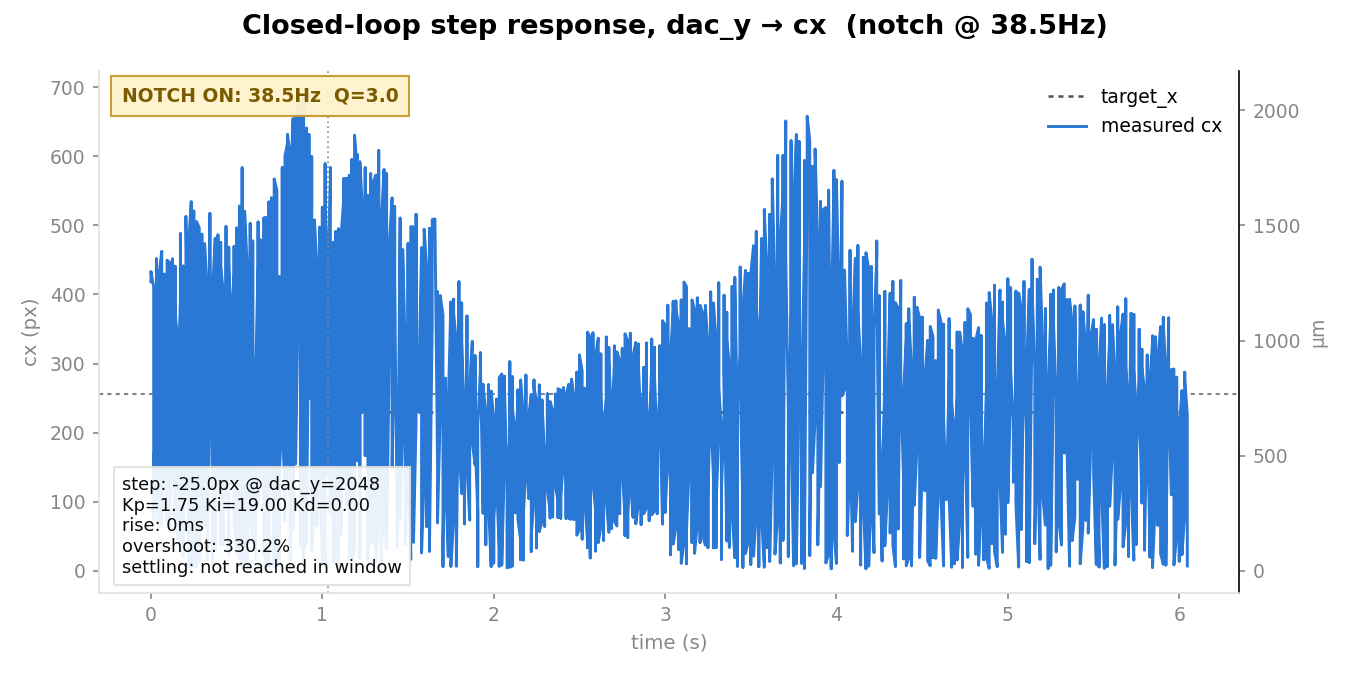 Closed-loop step response, dac_y → cx  (notch @ 38.5Hz)
NOTCH ON: 38.5Hz  Q=3.0
target_x
measured cx
700
600
500
400
300
200
100
0
cx (px)
2000
1500
1000
500
0
µm
step: -25.0px @ dac_y=2048
Kp=1.75 Ki=19.00 Kd=0.00
rise: 0ms
overshoot: 330.2%
settling: not reached in window
0
1
2
3
4
5
6
time (s)